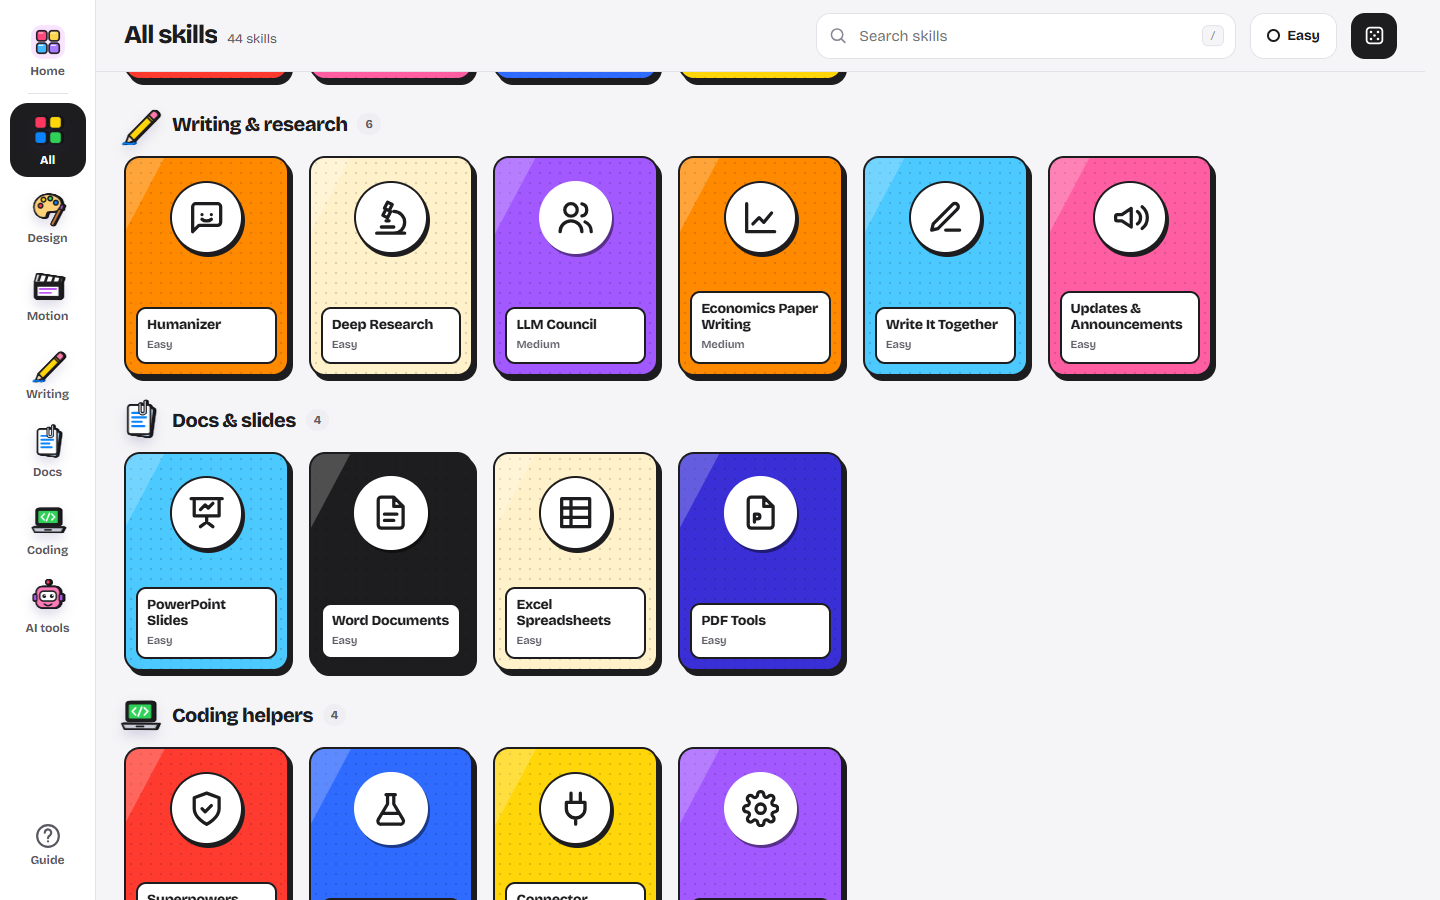 Home
All
Design
Motion
Writing
Docs
Coding
AI tools
Guide
All skills
44 skills
Search skills
/
Easy
Writing & research
6
Humanizer
Easy
Deep Research
Easy
LLM Council
Medium
Economics Paper
Writing
Medium
Write It Together
Easy
Updates &
Announcements
Easy
Docs & slides
4
PowerPoint
Slides
Easy
Word Documents
Easy
Excel
Spreadsheets
Easy
PDF Tools
Easy
Coding helpers
4
Superpowers
Connector